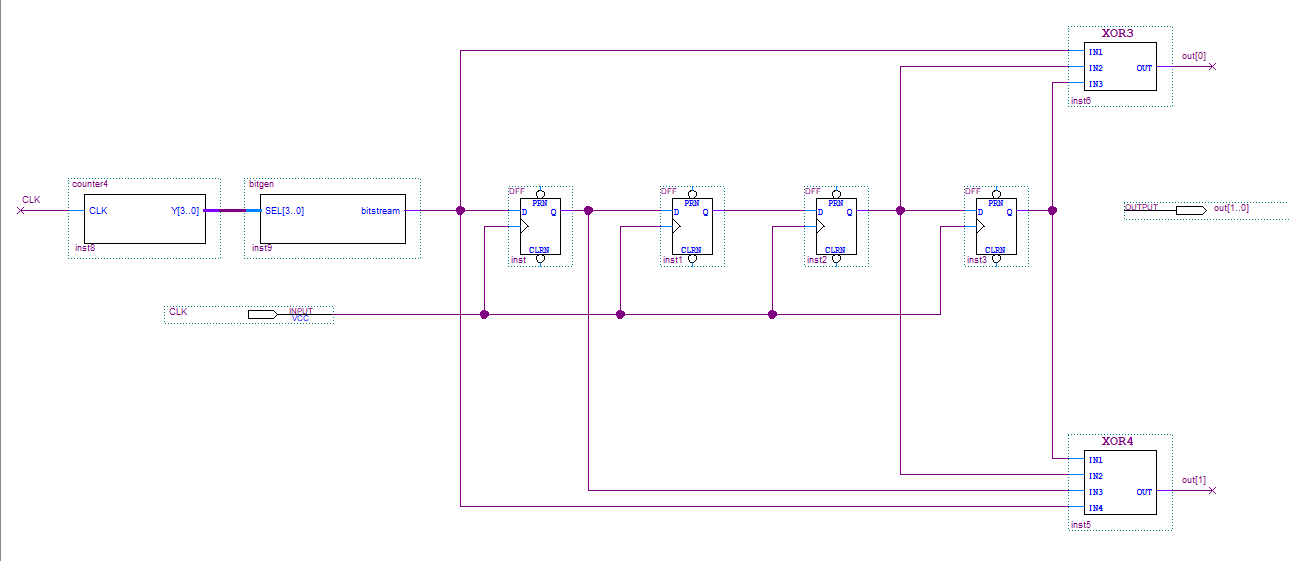 XOR3
IN1
IN2
OUT
IN3
inst6
out[0]
CLK
counter4
CLK
Y[3..0]
inst8
bitgen
SEL[3..0]
bitstream
inst9
DFF
PRN
D
Q
CLRN
inst
DFF
PRN
D
Q
CLRN
inst1
DFF
PRN
D
Q
CLRN
inst2
DFF
PRN
D
Q
CLRN
inst3
OUTPUT
out[1..0]
CLK
INPUT
VCC
XOR4
IN1
IN2
IN3
OUT
IN4
inst5
out[1]